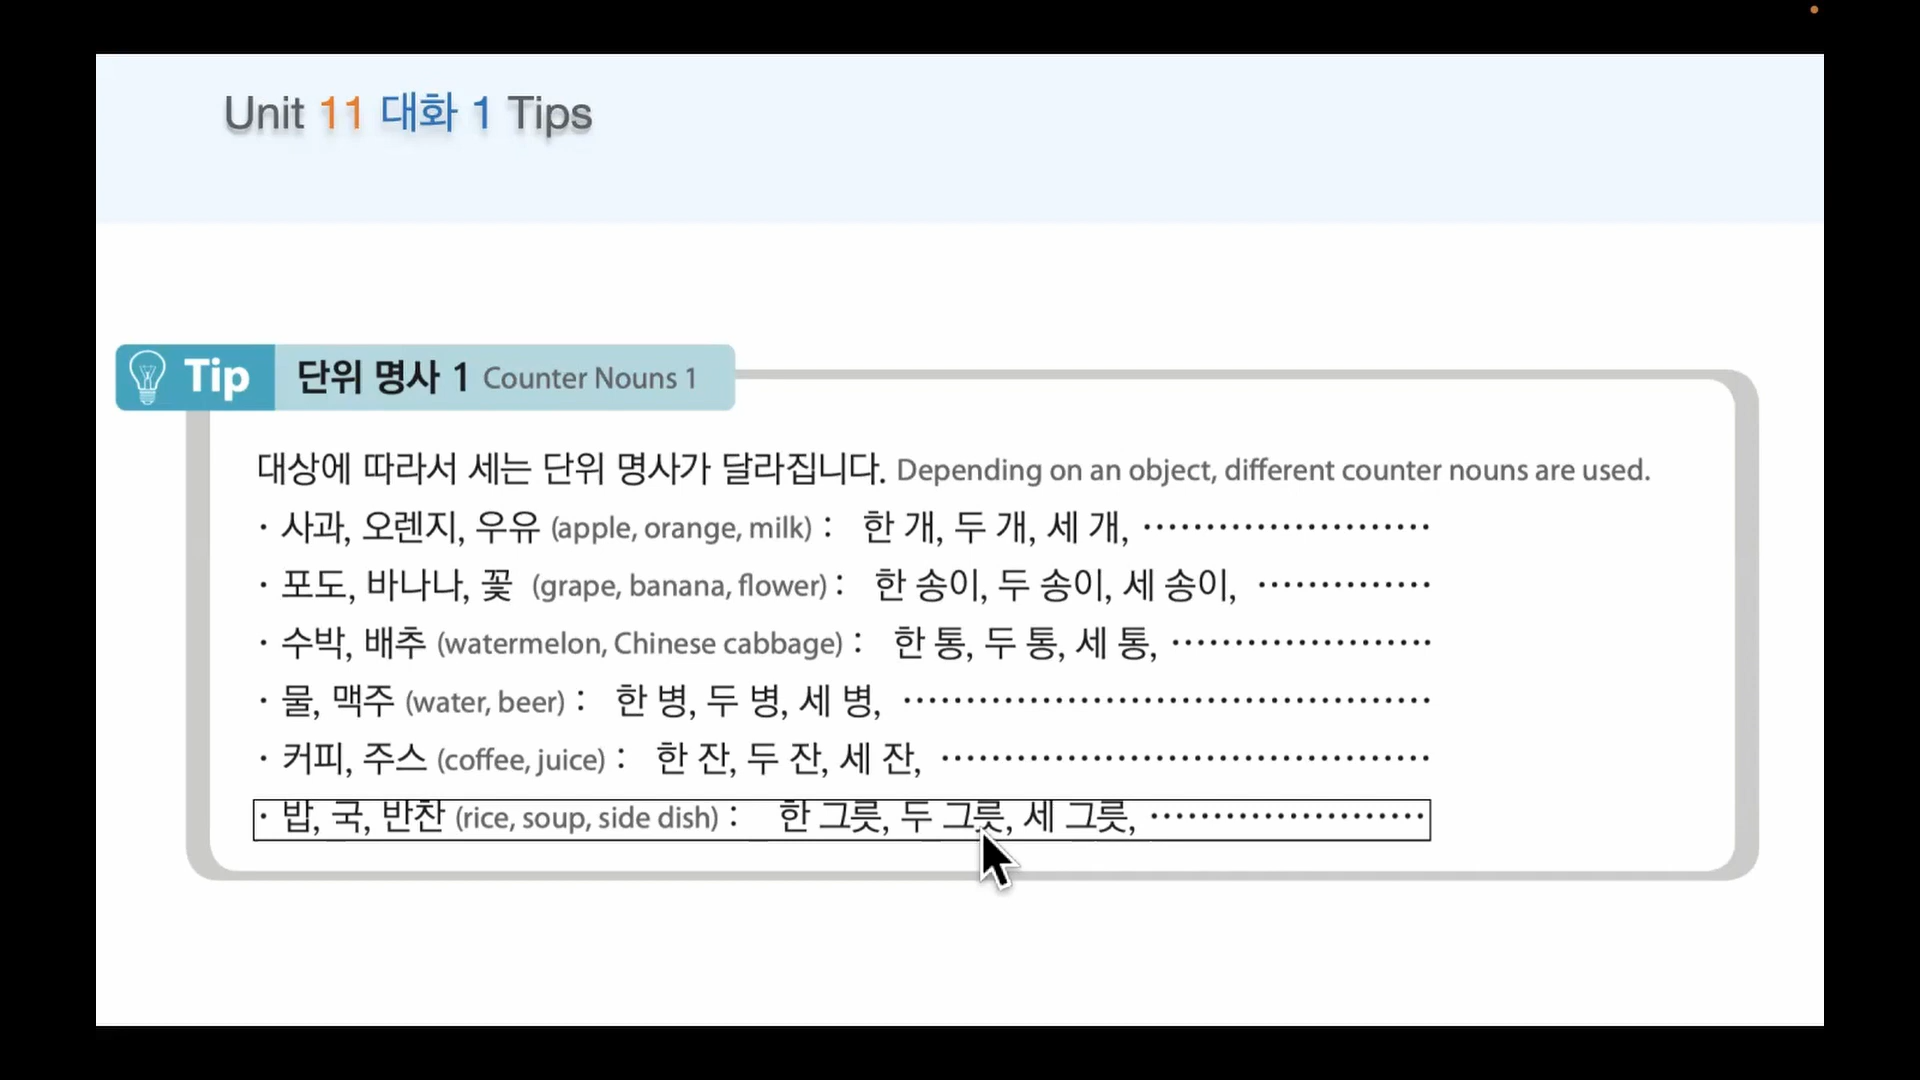 Unit 11 대화 1 Tips
Tip 단위 명사 1 Counter Nouns 1
대상에 따라서 세는 단위 명사가 달라집니다. Depending on an object, different counter nouns are used.
· 사과, 오렌지, 우유 (apple, orange, milk) : 한 개, 두 개, 세 개, ·······················
· 포도, 바나나, 꽃 (grape, banana, flower) : 한 송이, 두 송이, 세 송이, ··············
· 수박, 배추 (watermelon, Chinese cabbage) : 한 통, 두 통, 세 통, ·····················
· 물, 맥주 (water, beer) : 한 병, 두 병, 세 병, ··········································
· 커피, 주스 (coffee, juice) : 한 잔, 두 잔, 세 잔, ·······································
· 밥, 국, 반찬 (rice, soup, side dish) : 한 그릇, 두 그릇, 세 그릇, ······················